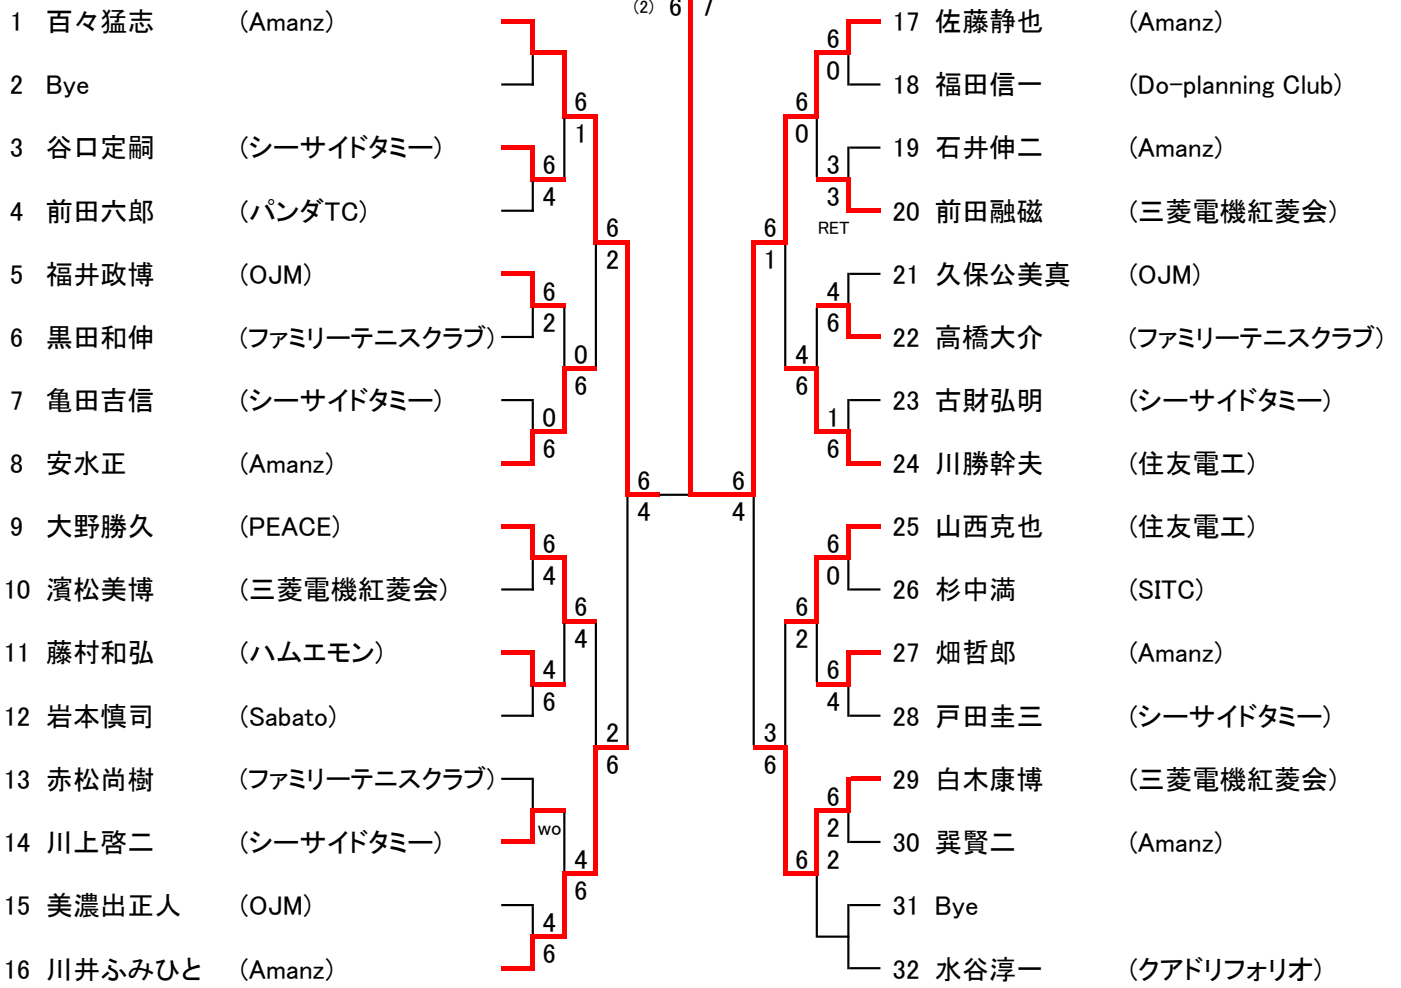 (2) 6 7
1 百々猛志 (Amanz)
2 Bye
6
1
3 谷口定嗣 (シーサイドタミー)
6
4
4 前田六郎 (パンダTC)
6
2
5 福井政博 (OJM)
6
2
6 黒田和伸 (ファミリーテニスクラブ)
0
6
7 亀田吉信 (シーサイドタミー)
0
6
8 安水正 (Amanz)
6
4
9 大野勝久 (PEACE)
6
4
10 濱松美博 (三菱電機紅菱会)
6
4
11 藤村和弘 (ハムエモン)
4
6
12 岩本慎司 (Sabato)
2
6
13 赤松尚樹 (ファミリーテニスクラブ)
wo
14 川上啓二 (シーサイドタミー)
4
6
15 美濃出正人 (OJM)
4
6
16 川井ふみひと (Amanz)
17 佐藤静也 (Amanz)
6
0
18 福田信一 (Do-planning Club)
6
0
19 石井伸二 (Amanz)
3
3
RET
20 前田融磁 (三菱電機紅菱会)
6
1
21 久保公美真 (OJM)
4
6
22 高橋大介 (ファミリーテニスクラブ)
4
6
23 古財弘明 (シーサイドタミー)
1
6
24 川勝幹夫 (住友電工)
6
4
25 山西克也 (住友電工)
6
0
26 杉中満 (SITC)
6
2
27 畑哲郎 (Amanz)
6
4
28 戸田圭三 (シーサイドタミー)
3
6
29 白木康博 (三菱電機紅菱会)
6
2
30 巽賢二 (Amanz)
6 2
31 Bye
32 水谷淳一 (クアドリフォリオ)